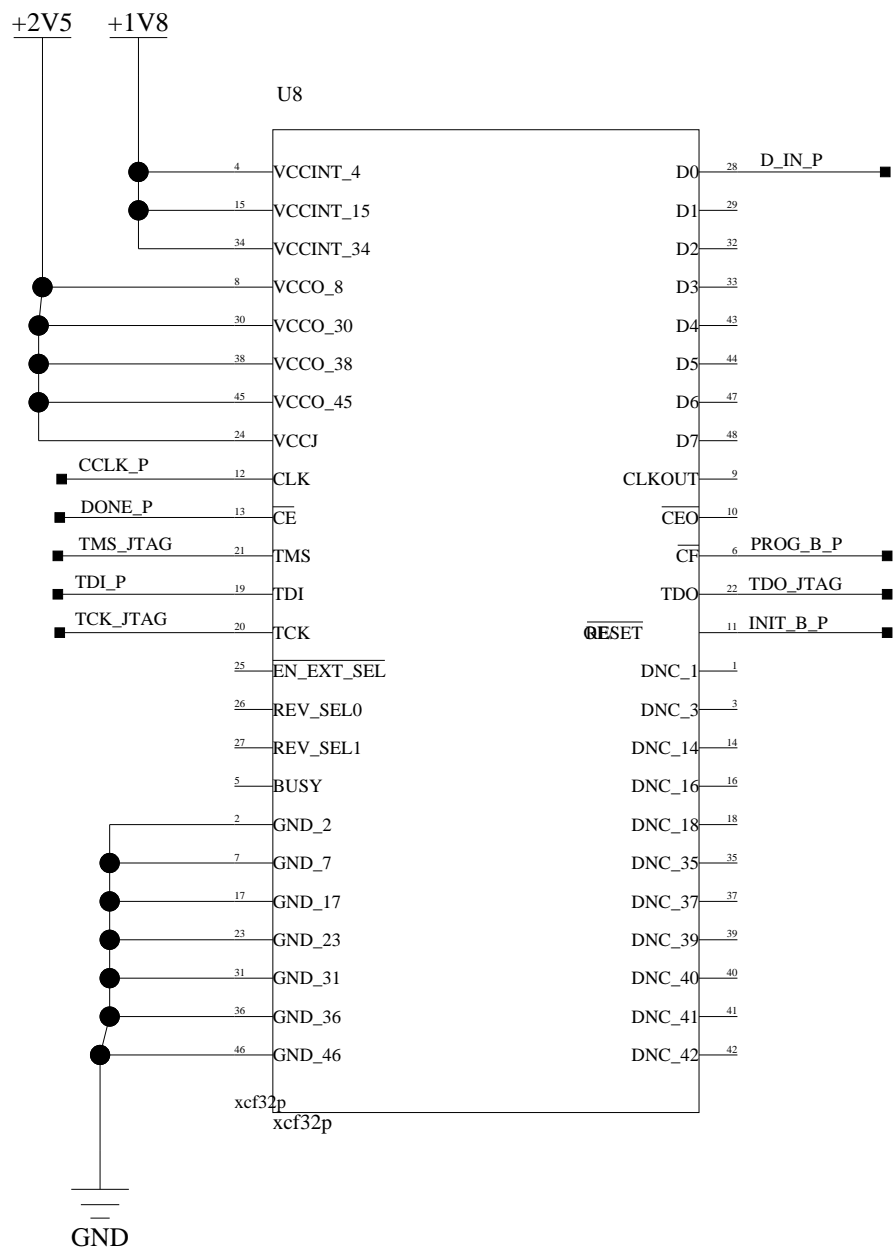 +2V5 +1V8
U8
4 VCCINT_4 D0 28 D_IN_P
15 VCCINT_15 D1 29
34 VCCINT_34 D2 32
8 VCCO_8 D3 33
30 VCCO_30 D4 43
38 VCCO_38 D5 44
45 VCCO_45 D6 47
24 VCCJ D7 48
CCLK_P 12 CLK CLKOUT 9
DONE_P 13 CE CEO 10
TMS_JTAG 21 TMS CF 6 PROG_B_P
TDI_P 19 TDI TDO 22 TDO_JTAG
TCK_JTAG 20 TCK RESET 11 INIT_B_P
25 EN_EXT_SEL DNC_1 1
26 REV_SEL0 DNC_3 3
27 REV_SEL1 DNC_14 14
5 BUSY DNC_16 16
2 GND_2 DNC_18 18
7 GND_7 DNC_35 35
17 GND_17 DNC_37 37
23 GND_23 DNC_39 39
31 GND_31 DNC_40 40
36 GND_36 DNC_41 41
46 GND_46 DNC_42 42
xcf32p
xcf32p
GND